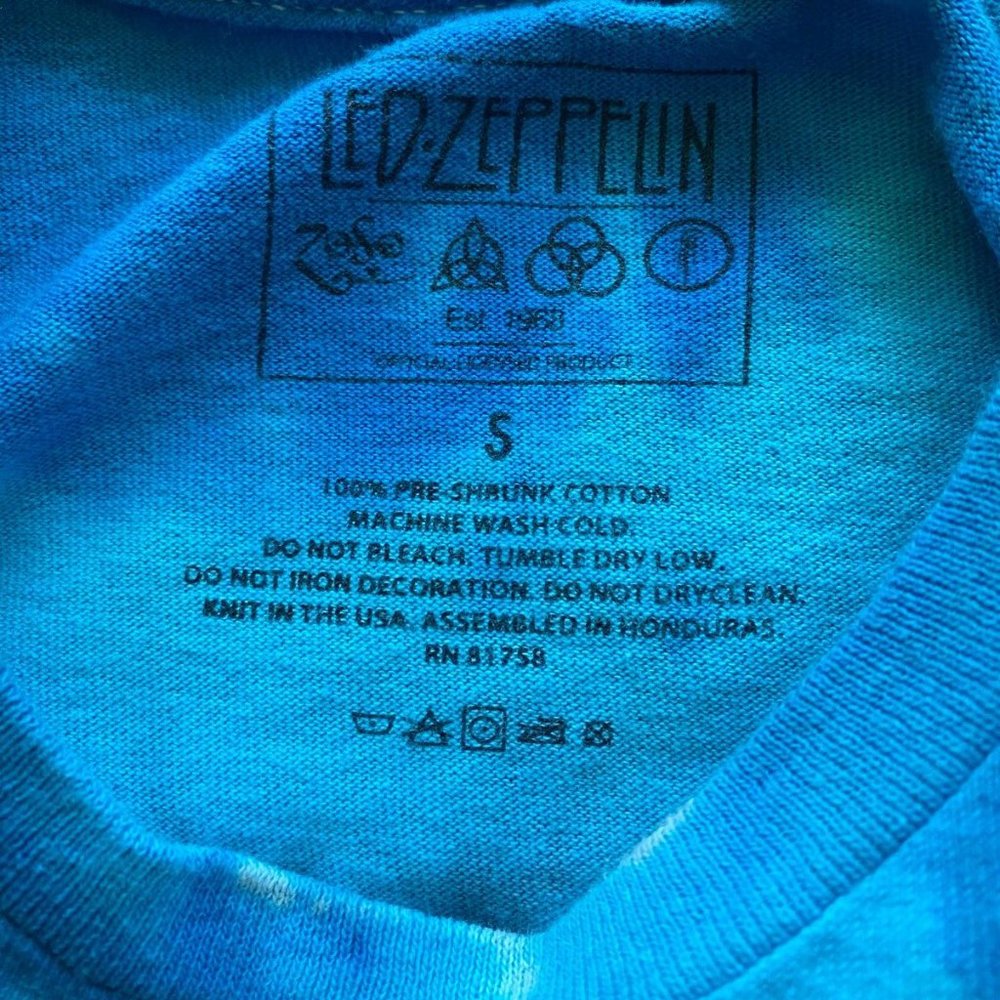 LED·ZEPPELIN
ZoSo
Est. 1968
OFFICIAL LICENSED PRODUCT
S
100% PRE-SHRUNK COTTON
MACHINE WASH COLD.
DO NOT BLEACH. TUMBLE DRY LOW.
DO NOT IRON DECORATION. DO NOT DRYCLEAN.
KNIT IN THE USA. ASSEMBLED IN HONDURAS.
RN 81758